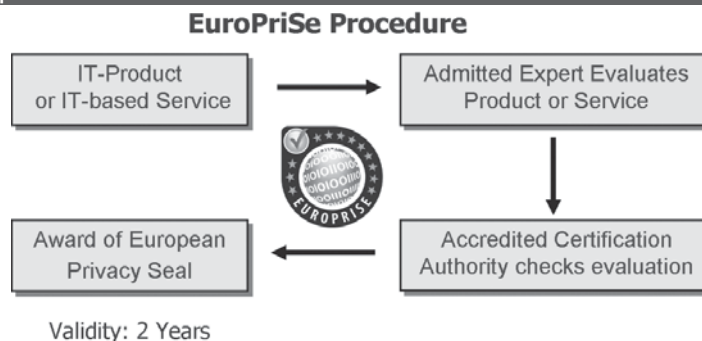 EuroPriSe Procedure
IT-Product
or IT-based Service
Admitted Expert Evaluates
Product or Service
EUROPRISE
Award of European
Privacy Seal
Accredited Certification
Authority checks evaluation
Validity: 2 Years